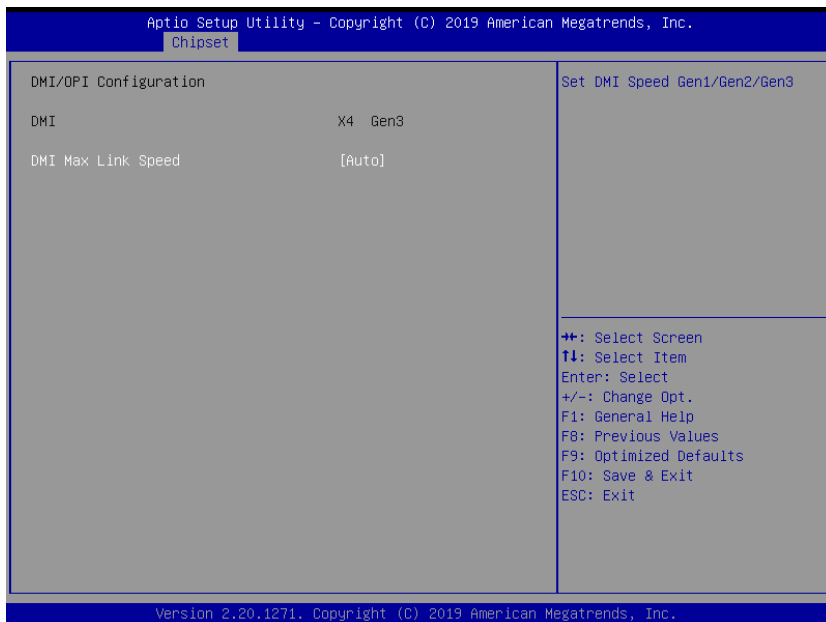 Aptio Setup Utility – Copyright (C) 2019 American Megatrends, Inc.
Chipset
DMI/OPI Configuration
DMI X4 Gen3
DMI Max Link Speed [Auto]
Set DMI Speed Gen1/Gen2/Gen3
→←: Select Screen
↑↓: Select Item
Enter: Select
+/-: Change Opt.
F1: General Help
F8: Previous Values
F9: Optimized Defaults
F10: Save & Exit
ESC: Exit
Version 2.20.1271. Copyright (C) 2019 American Megatrends, Inc.